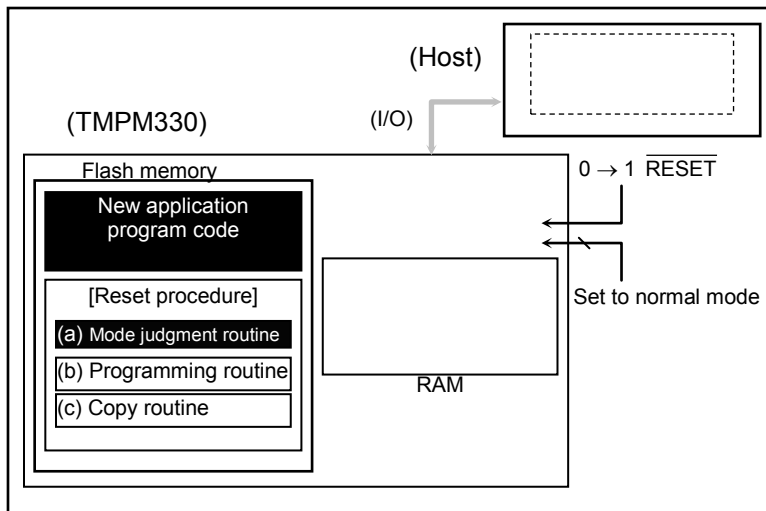 (Host)
(TMPM330)
(I/O)
Flash memory
0 → 1 RESET
New application
program code
[Reset procedure]
Set to normal mode
(a) Mode judgment routine
(b) Programming routine
(c) Copy routine
RAM